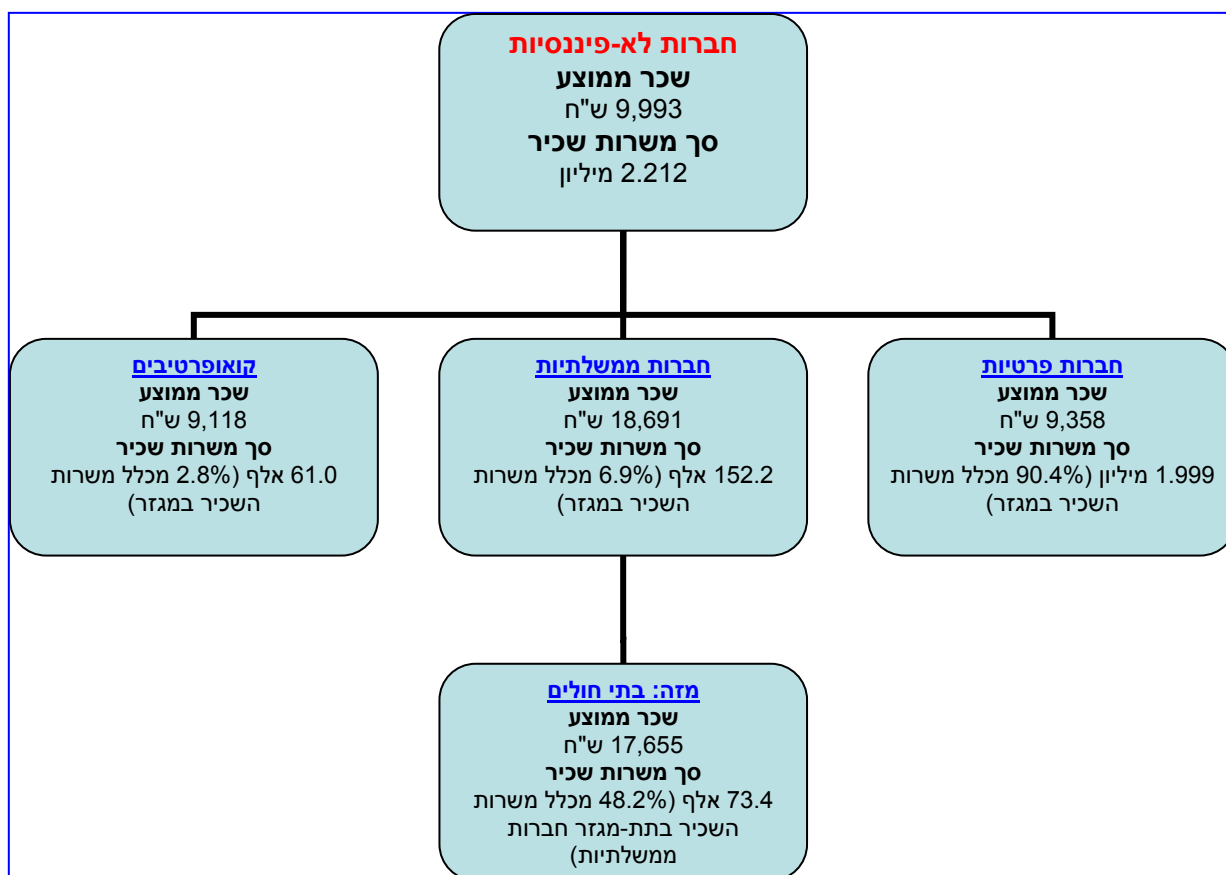 חברות לא-פיננסיות
שכר ממוצע
9,993 ש"ח
סך משרות שכיר
2.212 מיליון
חברות פרטיות
שכר ממוצע
9,358 ש"ח
סך משרות שכיר
1.999 מיליון (90.4% מכלל משרות
השכיר במגזר)
חברות ממשלתיות
שכר ממוצע
18,691 ש"ח
סך משרות שכיר
152.2 אלף (6.9% מכלל משרות
השכיר במגזר)
קואופרטיבים
שכר ממוצע
9,118 ש"ח
סך משרות שכיר
61.0 אלף (2.8% מכלל משרות
השכיר במגזר)
מזה: בתי חולים
שכר ממוצע
17,655 ש"ח
סך משרות שכיר
73.4 אלף (48.2% מכלל משרות
השכיר בתת-מגזר חברות
ממשלתיות)